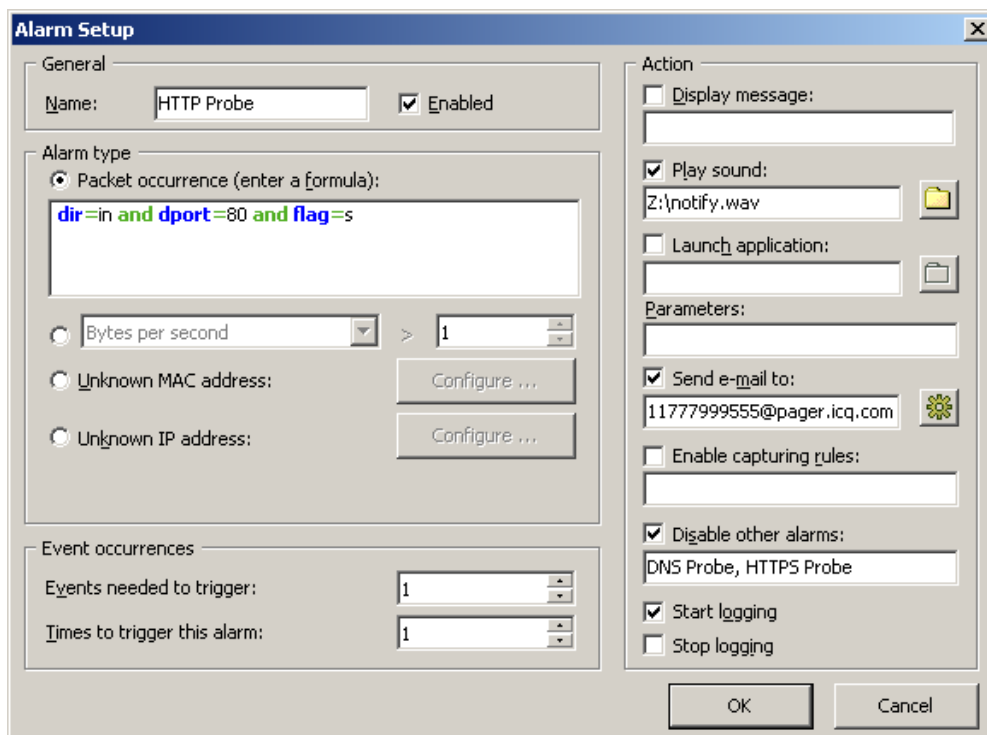 Alarm Setup
General
Name: HTTP Probe Enabled
Alarm type
Packet occurrence (enter a formula):
dir=in and dport=80 and flag=s
Bytes per second > 1
Unknown MAC address: Configure ...
Unknown IP address: Configure ...
Event occurrences
Events needed to trigger: 1
Times to trigger this alarm: 1
Action
Display message:
Play sound:
Z:\notify.wav
Launch application:
Parameters:
Send e-mail to:
11777999555@pager.icq.com
Enable capturing rules:
Disable other alarms:
DNS Probe, HTTPS Probe
Start logging
Stop logging
OK Cancel